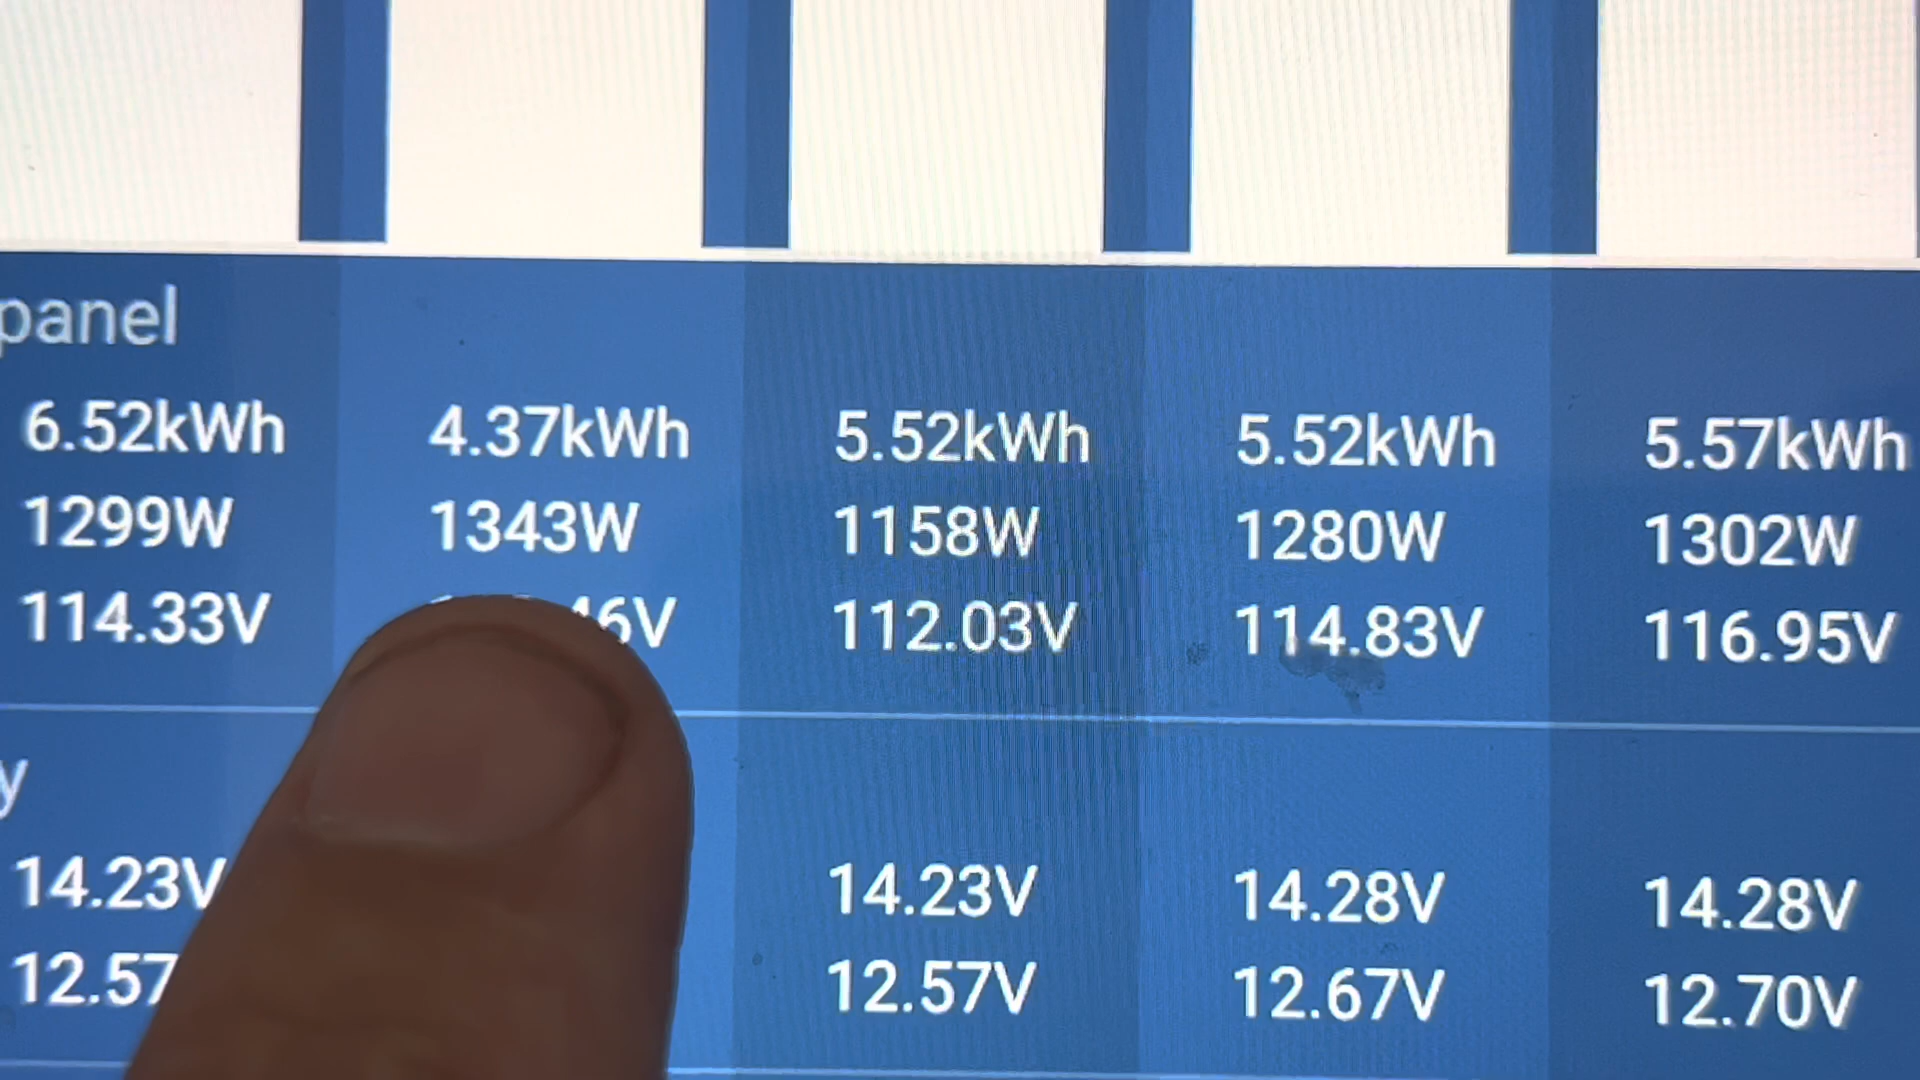 panel
6.52kWh 4.37kWh 5.52kWh 5.52kWh 5.57kWh
1299W 1343W 1158W 1280W 1302W
114.33V 112.03V 114.83V 116.95V
14.23V 14.23V 14.28V 14.28V
12.57 12.57V 12.67V 12.70V